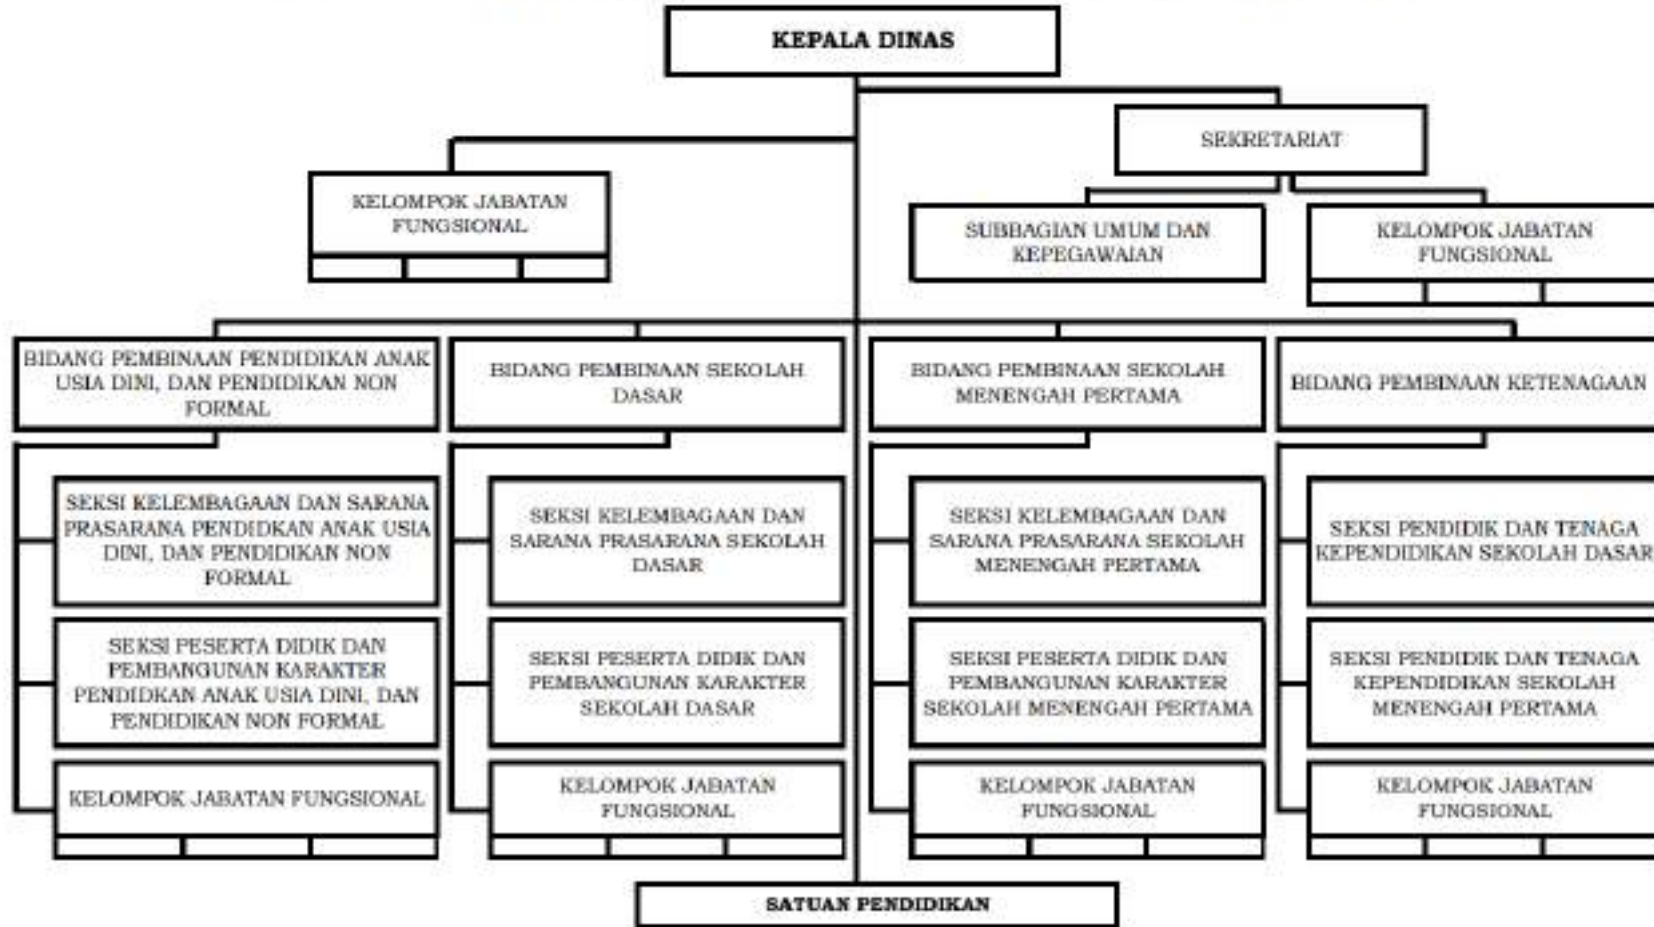 KEPALA DINAS
SEKRETARIAT
KELOMPOK JABATAN
FUNGSIONAL
SUBBAGIAN UMUM DAN
KEPEGAWAIAN
KELOMPOK JABATAN
FUNGSIONAL
BIDANG PEMBINAAN PENDIDIKAN ANAK
USIA DINI, DAN PENDIDIKAN NON
FORMAL
BIDANG PEMBINAAN SEKOLAH
DASAR
BIDANG PEMBINAAN SEKOLAH
MENENGAH PERTAMA
BIDANG PEMBINAAN KETENAGAAN
SEKSI KELEMBAGAAN DAN SARANA
PRASARANA PENDIDKAN ANAK USIA
DINI, DAN PENDIDIKAN NON
FORMAL
SEKSI KELEMBAGAAN DAN
SARANA PRASARANA SEKOLAH
DASAR
SEKSI KELEMBAGAAN DAN
SARANA PRASARANA SEKOLAH
MENENGAH PERTAMA
SEKSI PENDIDIK DAN TENAGA
KEPENDIDIKAN SEKOLAH DASAR
SEKSI PESERTA DIDIK DAN
PEMBANGUNAN KARAKTER
PENDIDKAN ANAK USIA DINI, DAN
PENDIDIKAN NON FORMAL
SEKSI PESERTA DIDIK DAN
PEMBANGUNAN KARAKTER
SEKOLAH DASAR
SEKSI PESERTA DIDIK DAN
PEMBANGUNAN KARAKTER
SEKOLAH MENENGAH PERTAMA
SEKSI PENDIDIK DAN TENAGA
KEPENDIDIKAN SEKOLAH
MENENGAH PERTAMA
KELOMPOK JABATAN FUNGSIONAL
KELOMPOK JABATAN
FUNGSIONAL
KELOMPOK JABATAN
FUNGSIONAL
KELOMPOK JABATAN
FUNGSIONAL
SATUAN PENDIDIKAN